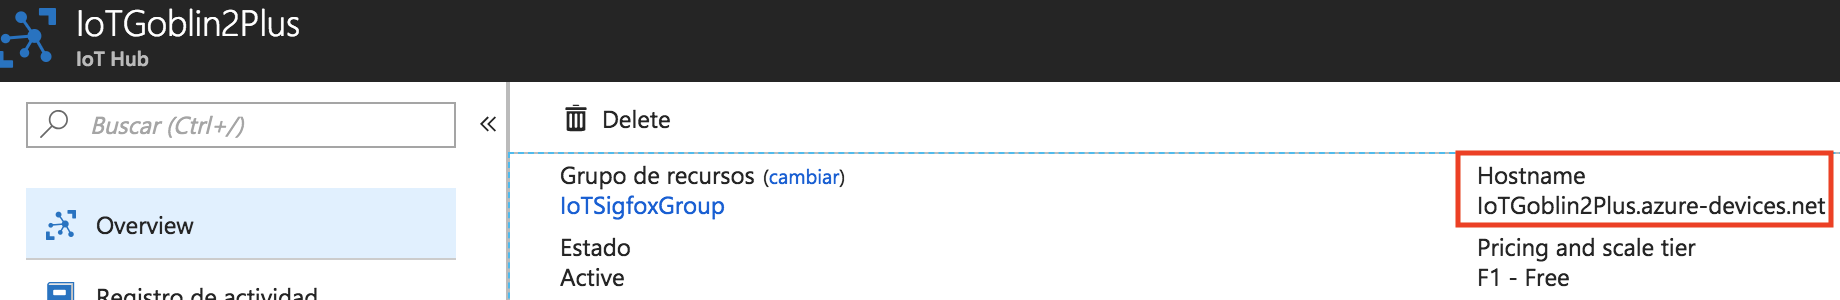 IoTGoblin2Plus
IoT Hub
Buscar (Ctrl+/)
«
Delete
Overview
Registro de actividad
Grupo de recursos (cambiar)
IoTSigfoxGroup
Estado
Active
Hostname
IoTGoblin2Plus.azure-devices.net
Pricing and scale tier
F1 - Free